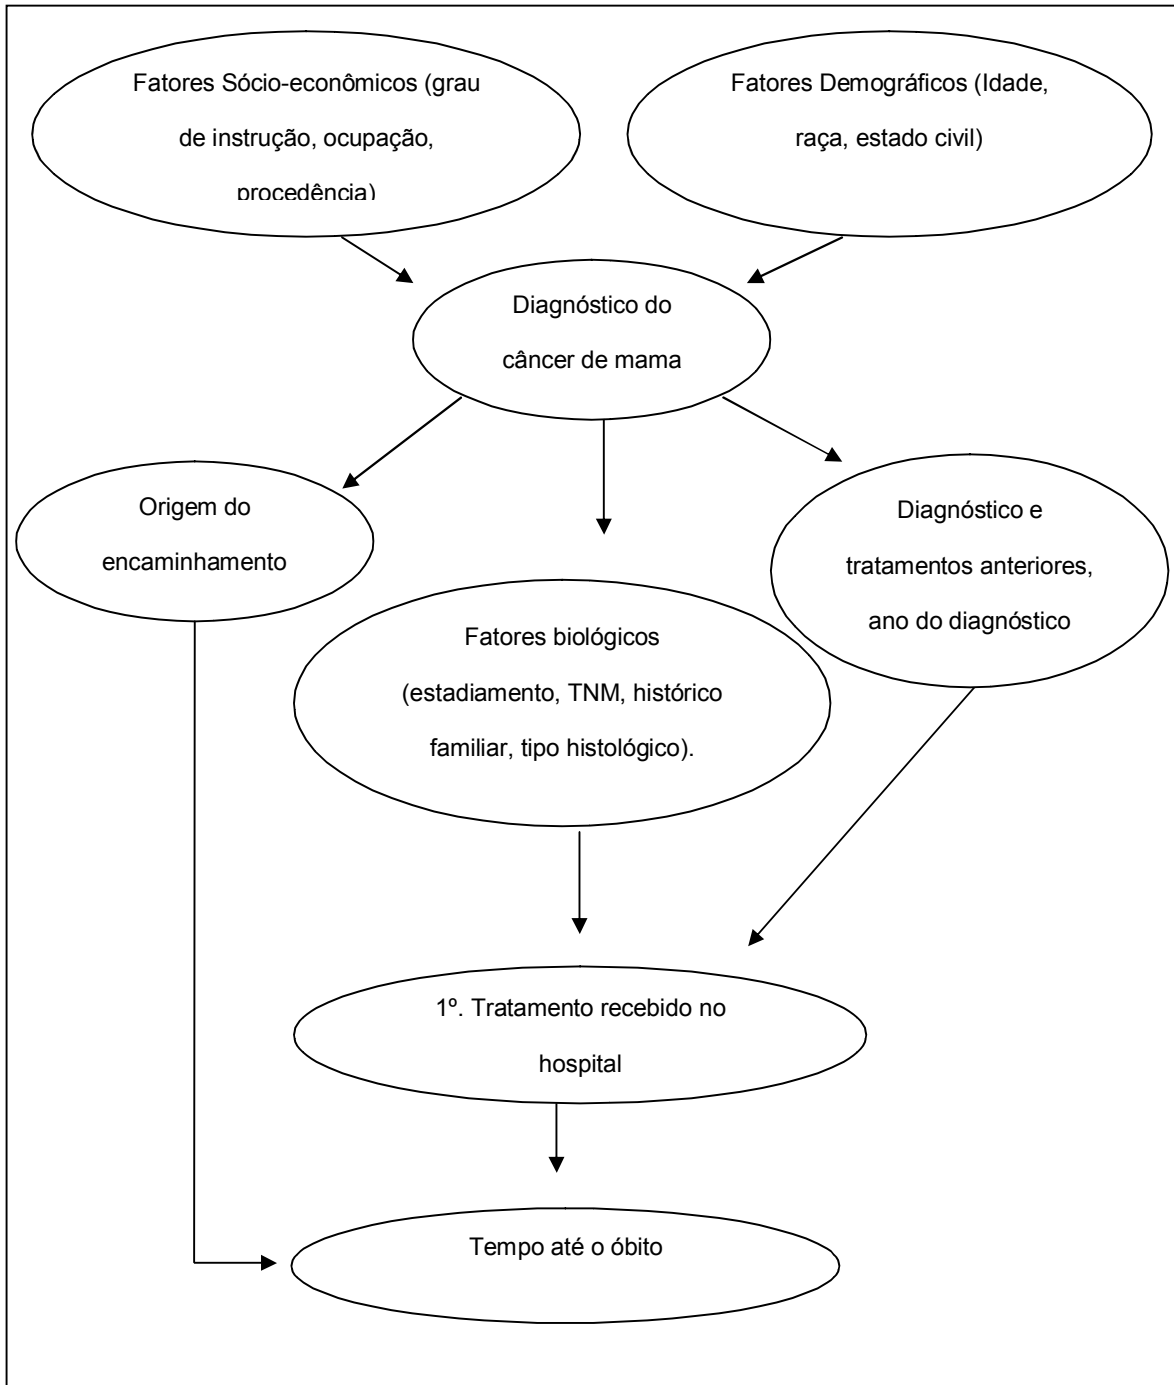 Fatores Sócio-econômicos (grau
de instrução, ocupação,
procedência)
Fatores Demográficos (Idade,
raça, estado civil)
Diagnóstico do
câncer de mama
Origem do
encaminhamento
Diagnóstico e
tratamentos anteriores,
ano do diagnóstico
Fatores biológicos
(estadiamento, TNM, histórico
familiar, tipo histológico).
1º. Tratamento recebido no
hospital
Tempo até o óbito